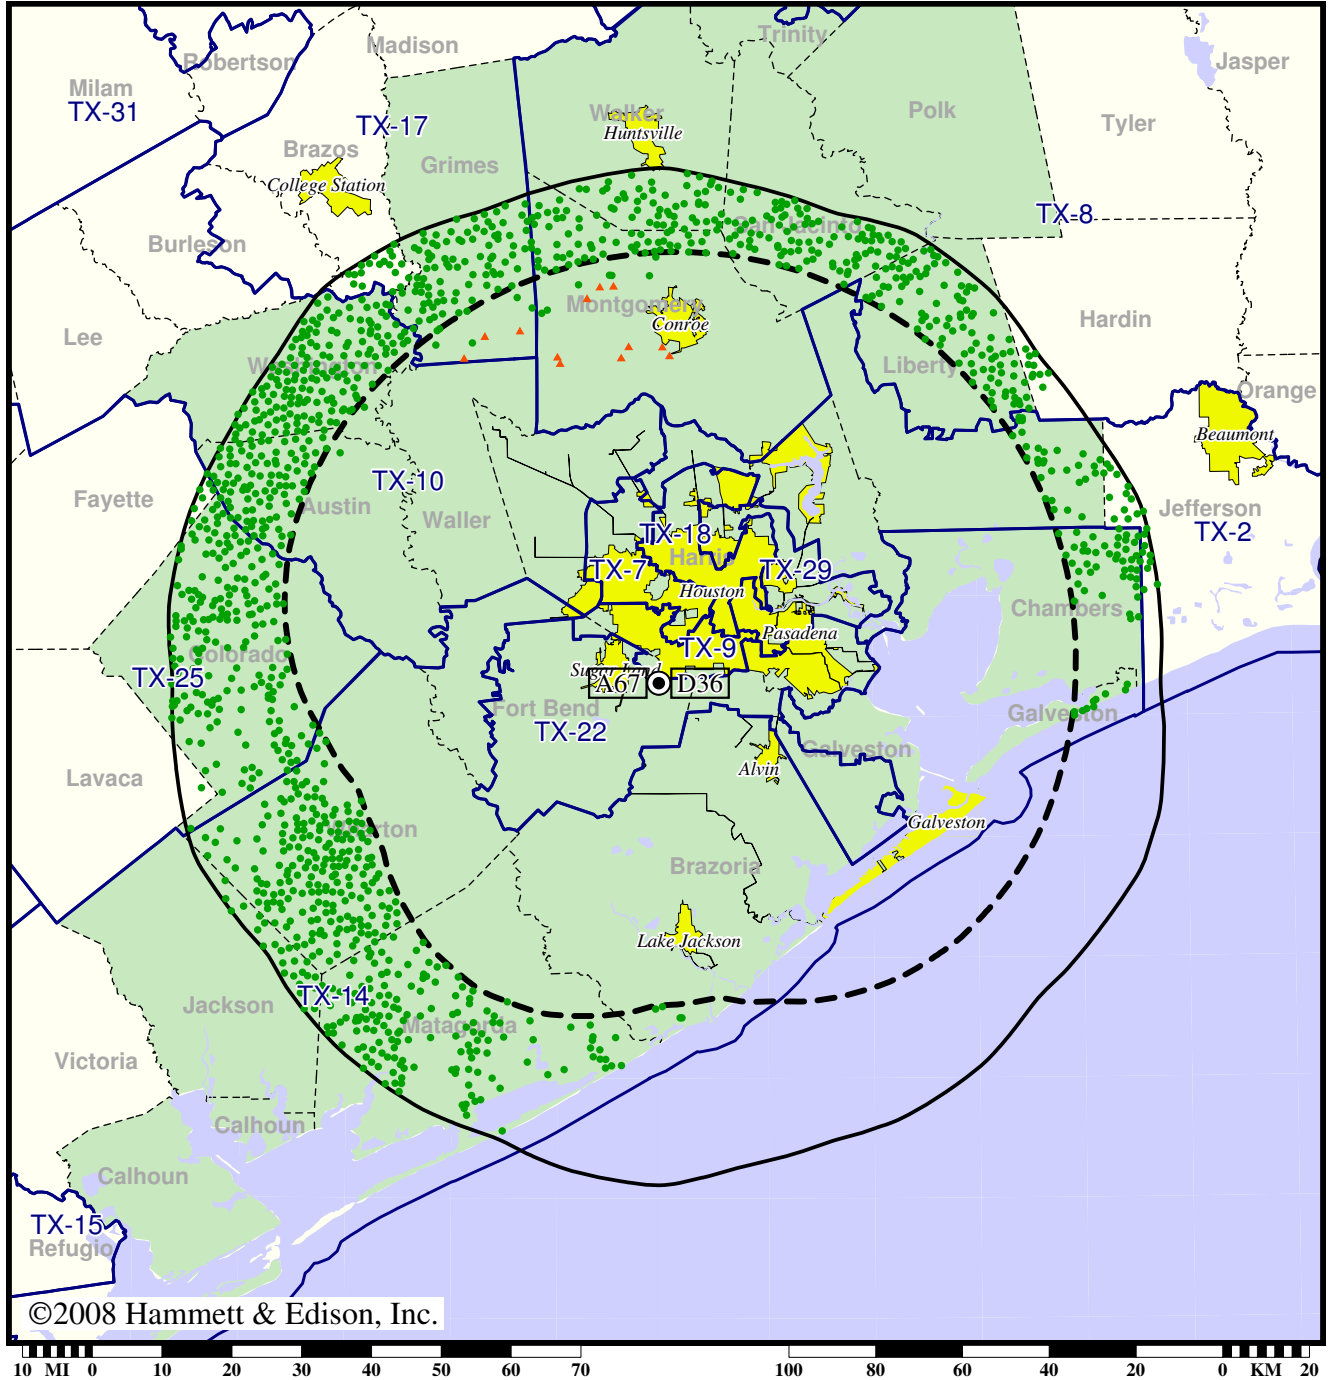 Madison
Trinity
Robertson
Jasper
Milam
TX-31
Walker
Polk
TX-17
Huntsville
Tyler
Brazos
Grimes
College Station
TX-8
San Jacinto
Burleson
Montgomery
Conroe
Hardin
Lee
Washington
Liberty
Orange
Beaumont
TX-10
Fayette
Austin
Waller
Jefferson
TX-2
TX-18
Harris
TX-7
TX-29
Houston
Chambers
Pasadena
TX-9
Colorado
Sugar Land
TX-25
A67
D36
Fort Bend
Galveston
TX-22
Galveston
Alvin
Lavaca
Galveston
Wharton
Brazoria
Lake Jackson
TX-14
Jackson
Matagorda
Victoria
Calhoun
Calhoun
TX-15
Refugio
©2008 Hammett & Edison, Inc.
10 MI 0 10 20 30 40 50 60 70 100 80 60 40 20 0 KM 20